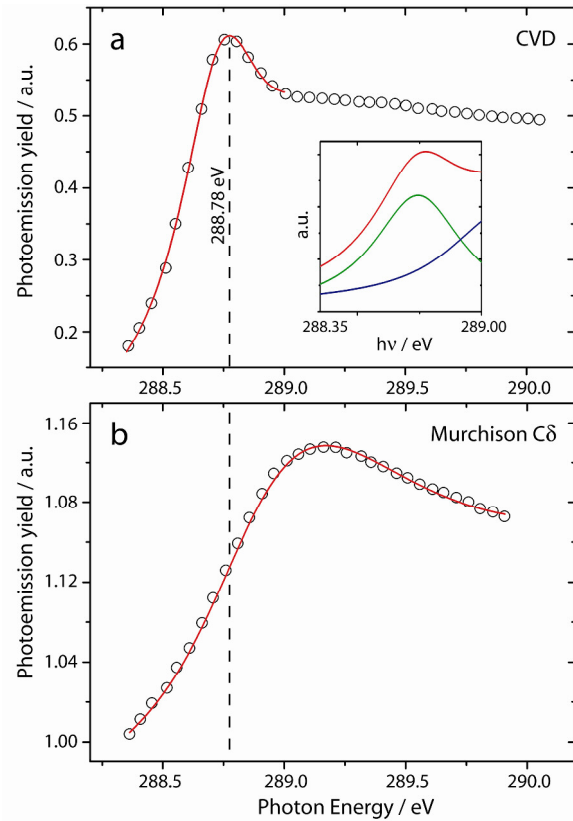 a
CVD
Photoemission yield / a.u.
0.6
0.5
0.4
0.3
0.2
288.78 eV
a.u.
288.35
289.00
hν / eV
288.5
289.0
289.5
290.0
b
Murchison Cδ
Photoemission yield / a.u.
1.16
1.08
1.12
1.04
1.00
288.5
289.0
289.5
290.0
Photon Energy / eV